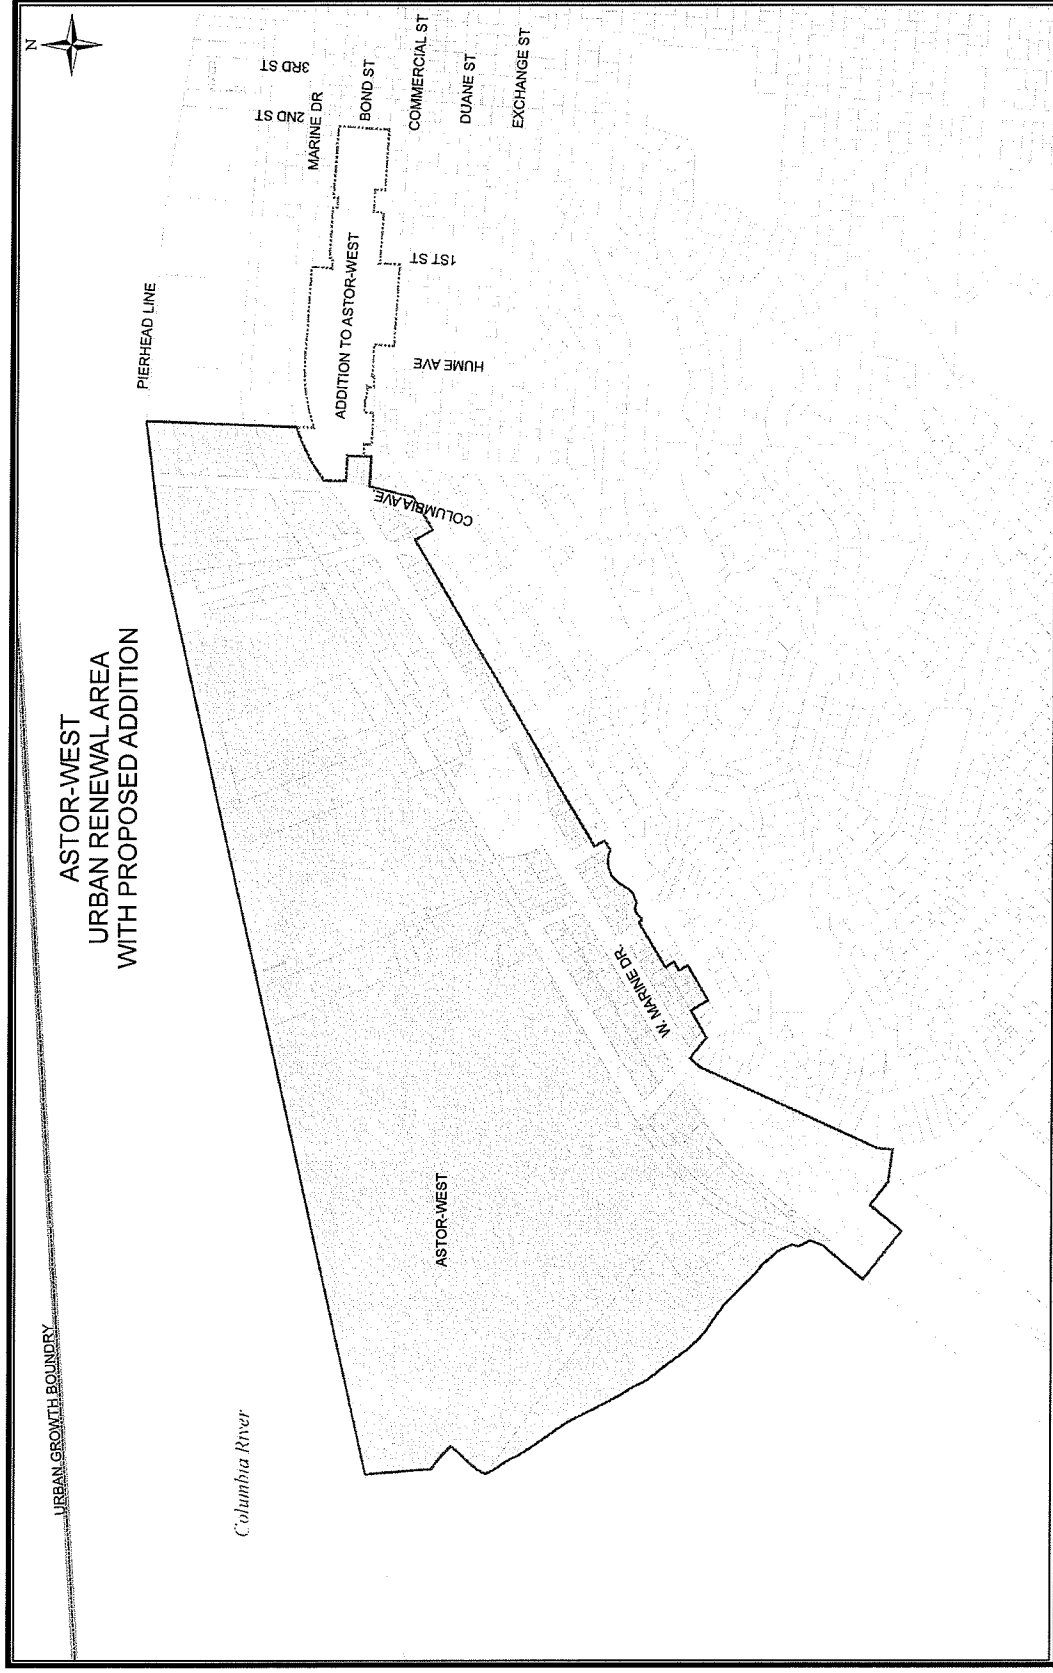 ASTOR-WEST
URBAN RENEWAL AREA
WITH PROPOSED ADDITION
N
URBAN GROWTH BOUNDRY
Columbia River
PIERHEAD LINE
2ND ST
3RD ST
MARINE DR
BOND ST
COMMERCIAL ST
DUANE ST
EXCHANGE ST
ADDITION TO ASTOR-WEST
1ST ST
HUME AVE
COLUMBIA AVE
W. MARINE DR.
ASTOR-WEST